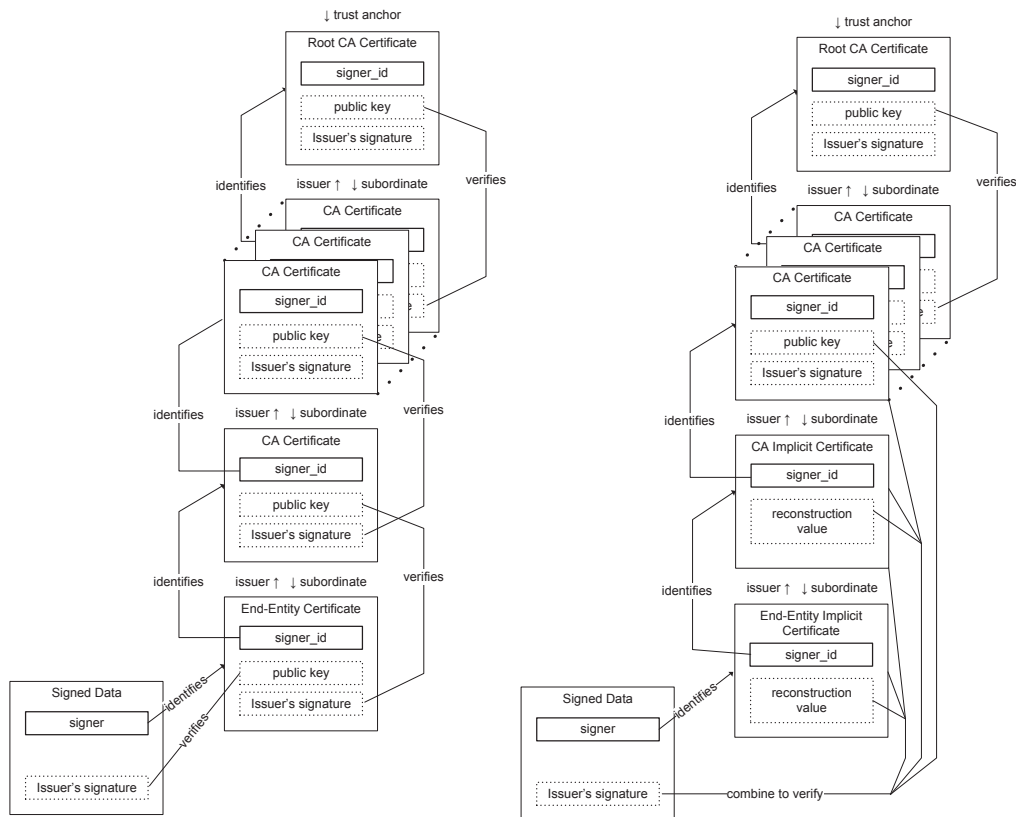 ↓ trust anchor
Root CA Certificate
signer_id
public key
Issuer's signature
identifies
verifies
issuer ↑ ↓ subordinate
CA Certificate
CA Certificate
CA Certificate
signer_id
e
public key
e
Issuer's signature
identifies
verifies
issuer ↑ ↓ subordinate
CA Certificate
signer_id
public key
Issuer's signature
identifies
verifies
issuer ↑ ↓ subordinate
End-Entity Certificate
signer_id
public key
Issuer's signature
Signed Data
signer
identifies
verifies
Issuer's signature
↓ trust anchor
Root CA Certificate
signer_id
public key
Issuer's signature
identifies
verifies
issuer ↑ ↓ subordinate
CA Certificate
CA Certificate
CA Certificate
signer_id
e
public key
Issuer's signature
identifies
issuer ↑ ↓ subordinate
CA Implicit Certificate
signer_id
reconstruction
value
identifies
issuer ↑ ↓ subordinate
End-Entity Implicit
Certificate
signer_id
reconstruction
value
Signed Data
signer
identifies
Issuer's signature
combine to verify